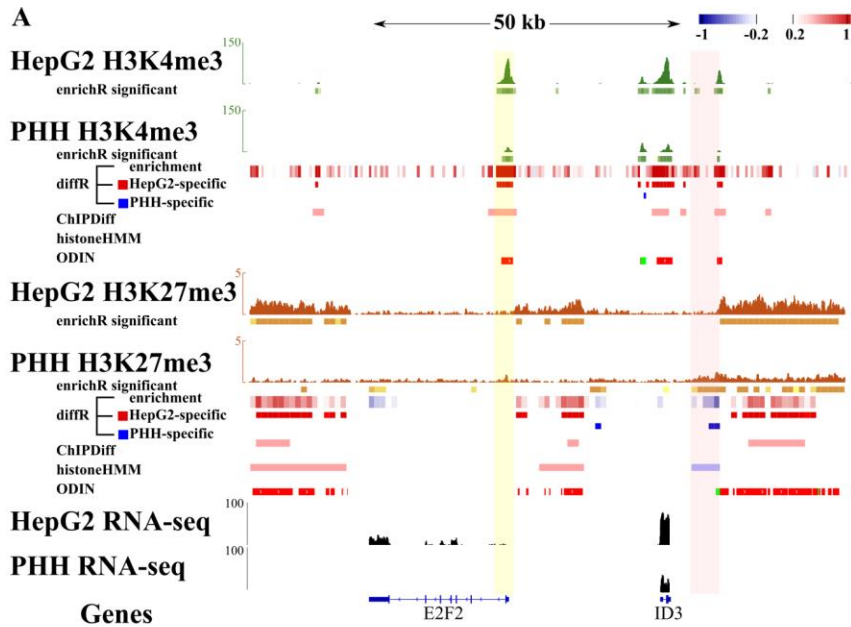 A
50 kb
-1 -0.2 0.2 1
150
HepG2 H3K4me3
enrichR significant
150
PHH H3K4me3
enrichR significant
enrichment
diffR HepG2-specific
PHH-specific
ChIPDiff
histoneHMM
ODIN
5
HepG2 H3K27me3
enrichR significant
5
PHH H3K27me3
enrichR significant
enrichment
diffR HepG2-specific
PHH-specific
ChIPDiff
histoneHMM
ODIN
100
HepG2 RNA-seq
100
PHH RNA-seq
Genes E2F2 ID3